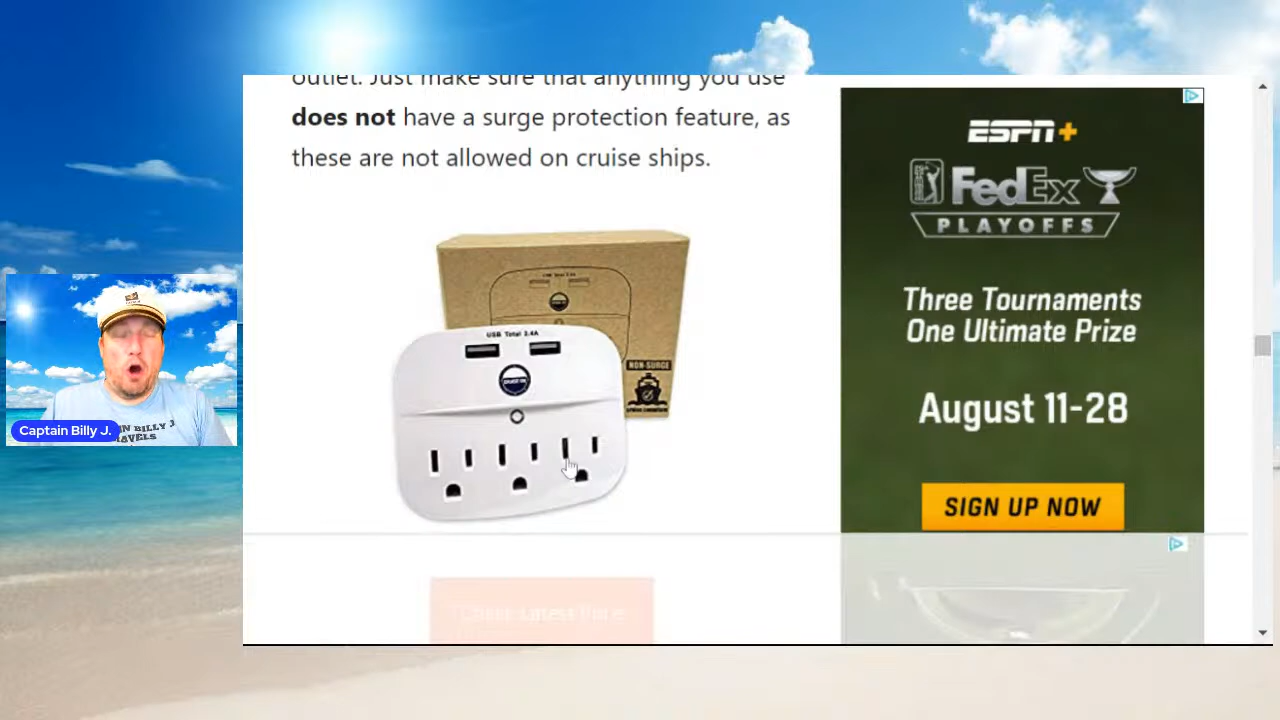 outlet. Just make sure that anything you use
does not have a surge protection feature, as
these are not allowed on cruise ships.
USB Total 2.4A
NON-SURGE
Captain Billy J.
ESPN+
FedEx
PLAYOFFS
Three Tournaments
One Ultimate Prize
August 11-28
SIGN UP NOW